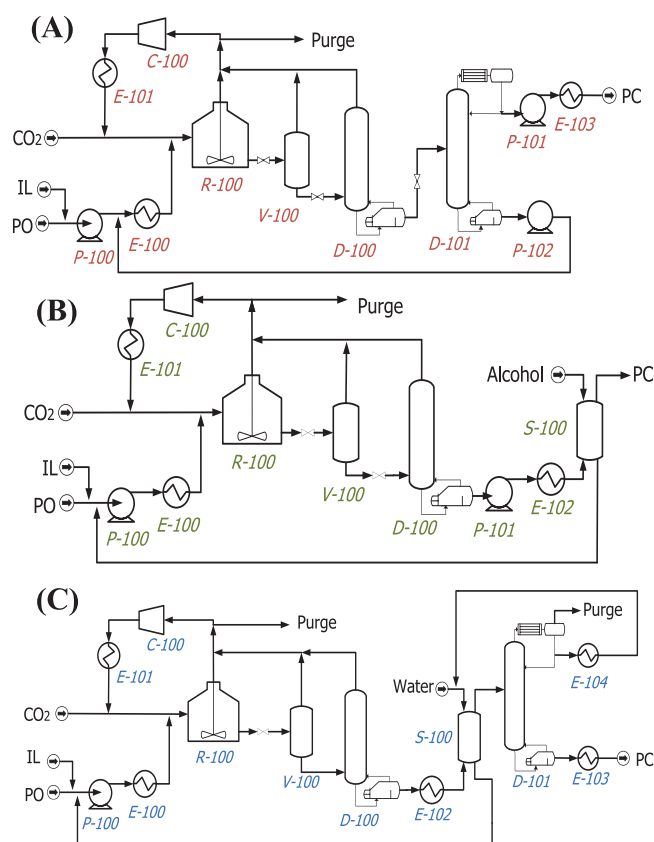 (A)
Purge
C-100
E-101
CO2
R-100
IL
PO
P-100
E-100
V-100
D-100
D-101
P-101
E-103
PC
P-102
(B)
Purge
C-100
E-101
CO2
R-100
IL
PO
P-100
E-100
V-100
D-100
P-101
E-102
Alcohol
S-100
PC
(C)
Purge
C-100
E-101
CO2
R-100
IL
PO
P-100
E-100
V-100
D-100
E-102
Water
S-100
Purge
E-104
D-101
E-103
PC